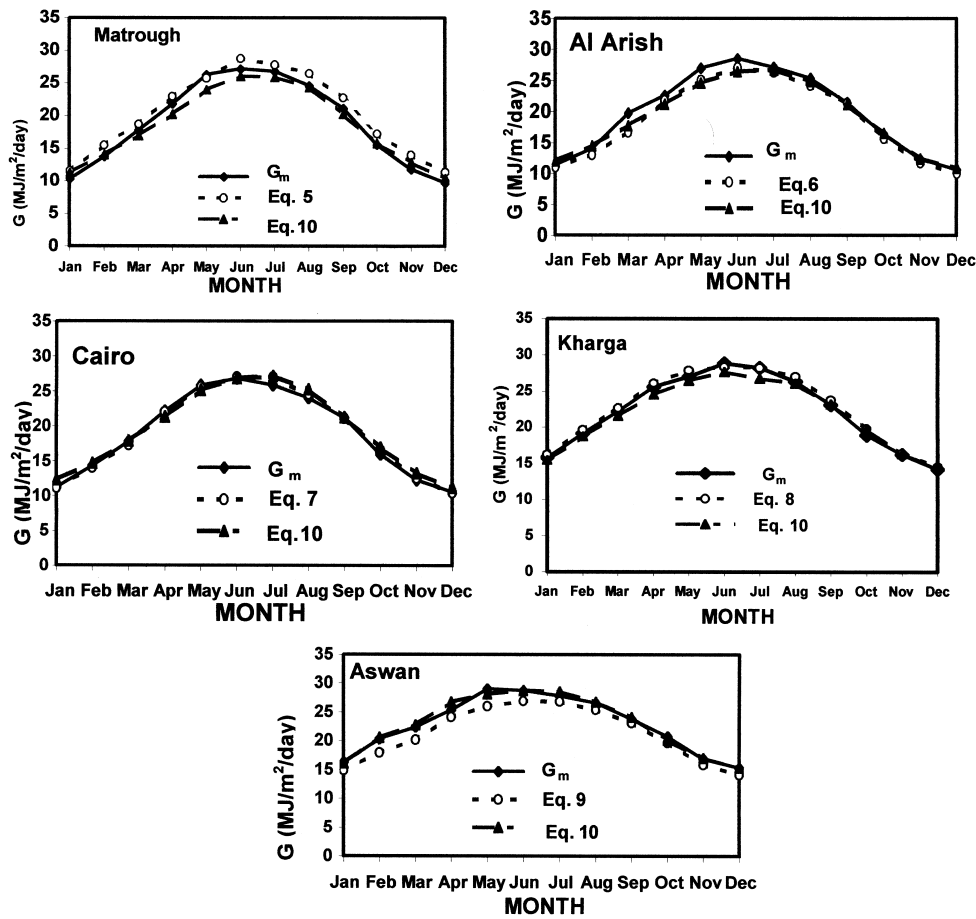 Matrough
G (MJ/m²/day)
35
30
25
20
15
10
5
0
Gm
Eq. 5
Eq.10
Jan Feb Mar Apr May Jun Jul Aug Sep Oct Nov Dec
MONTH
Al Arish
G (MJ/m²/day)
35
30
25
20
15
10
5
0
Gm
Eq.6
Eq.10
Jan Feb Mar Apr May Jun Jul Aug Sep Oct Nov Dec
MONTH
Cairo
G (MJ/m²/day)
35
30
25
20
15
10
5
0
Gm
Eq. 7
Eq.10
Jan Feb Mar Apr May Jun Jul Aug Sep Oct Nov Dec
MONTH
Kharga
G (MJ/m²/day)
35
30
25
20
15
10
5
0
Gm
Eq. 8
Eq. 10
Jan Feb Mar Apr May Jun Jul Aug Sep Oct Nov Dec
MONTH
Aswan
G (MJ/m²/day)
35
30
25
20
15
10
5
0
Gm
Eq. 9
Eq. 10
Jan Feb Mar Apr May Jun Jul Aug Sep Oct Nov Dec
MONTH